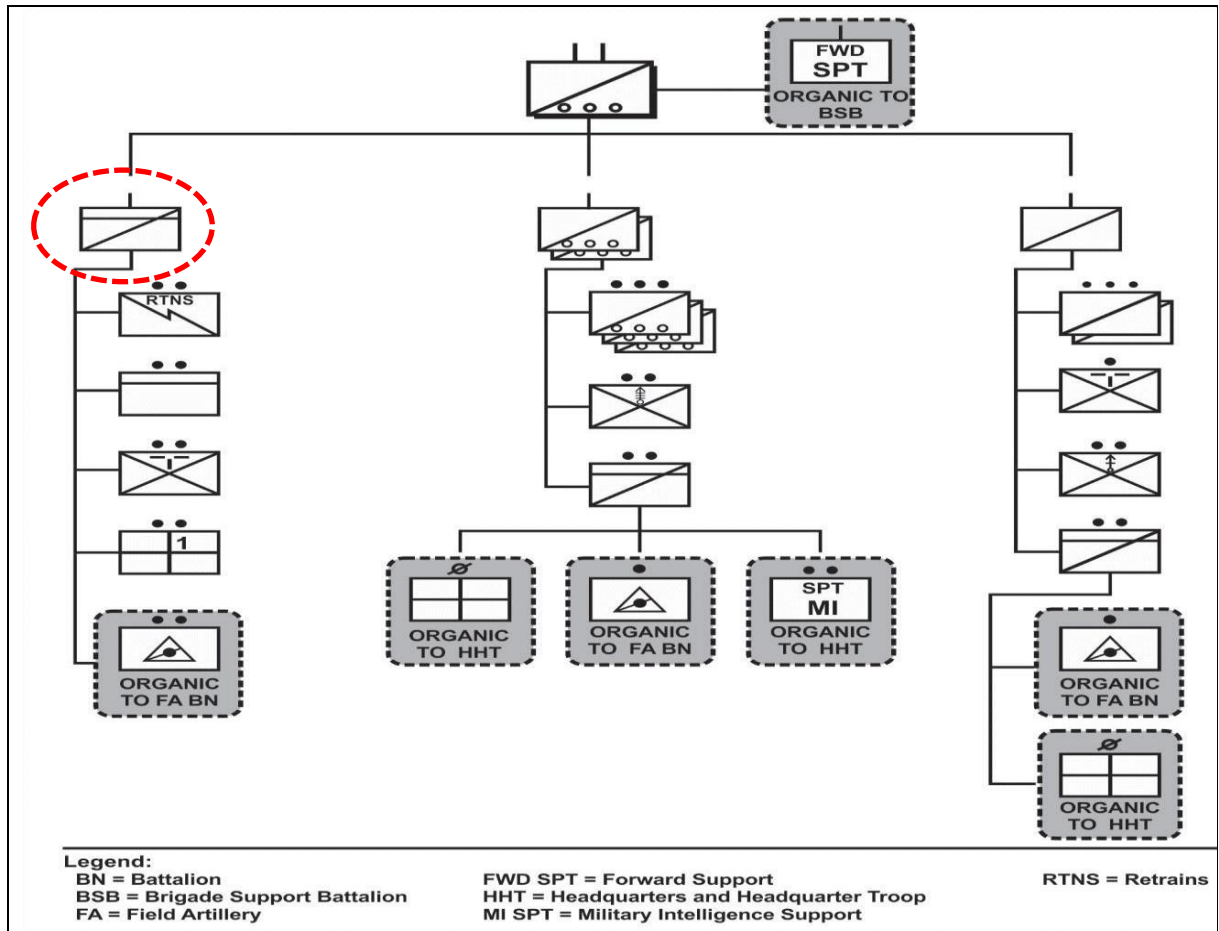 FWD
SPT
ORGANIC TO
BSB
RTNS
1
ORGANIC
TO FA BN
ORGANIC
TO HHT
ORGANIC
TO FA BN
SPT
MI
ORGANIC
TO HHT
ORGANIC
TO FA BN
ORGANIC
TO HHT
Legend:
BN = Battalion
BSB = Brigade Support Battalion
FA = Field Artillery
FWD SPT = Forward Support
HHT = Headquarters and Headquarter Troop
MI SPT = Military Intelligence Support
RTNS = Retrains